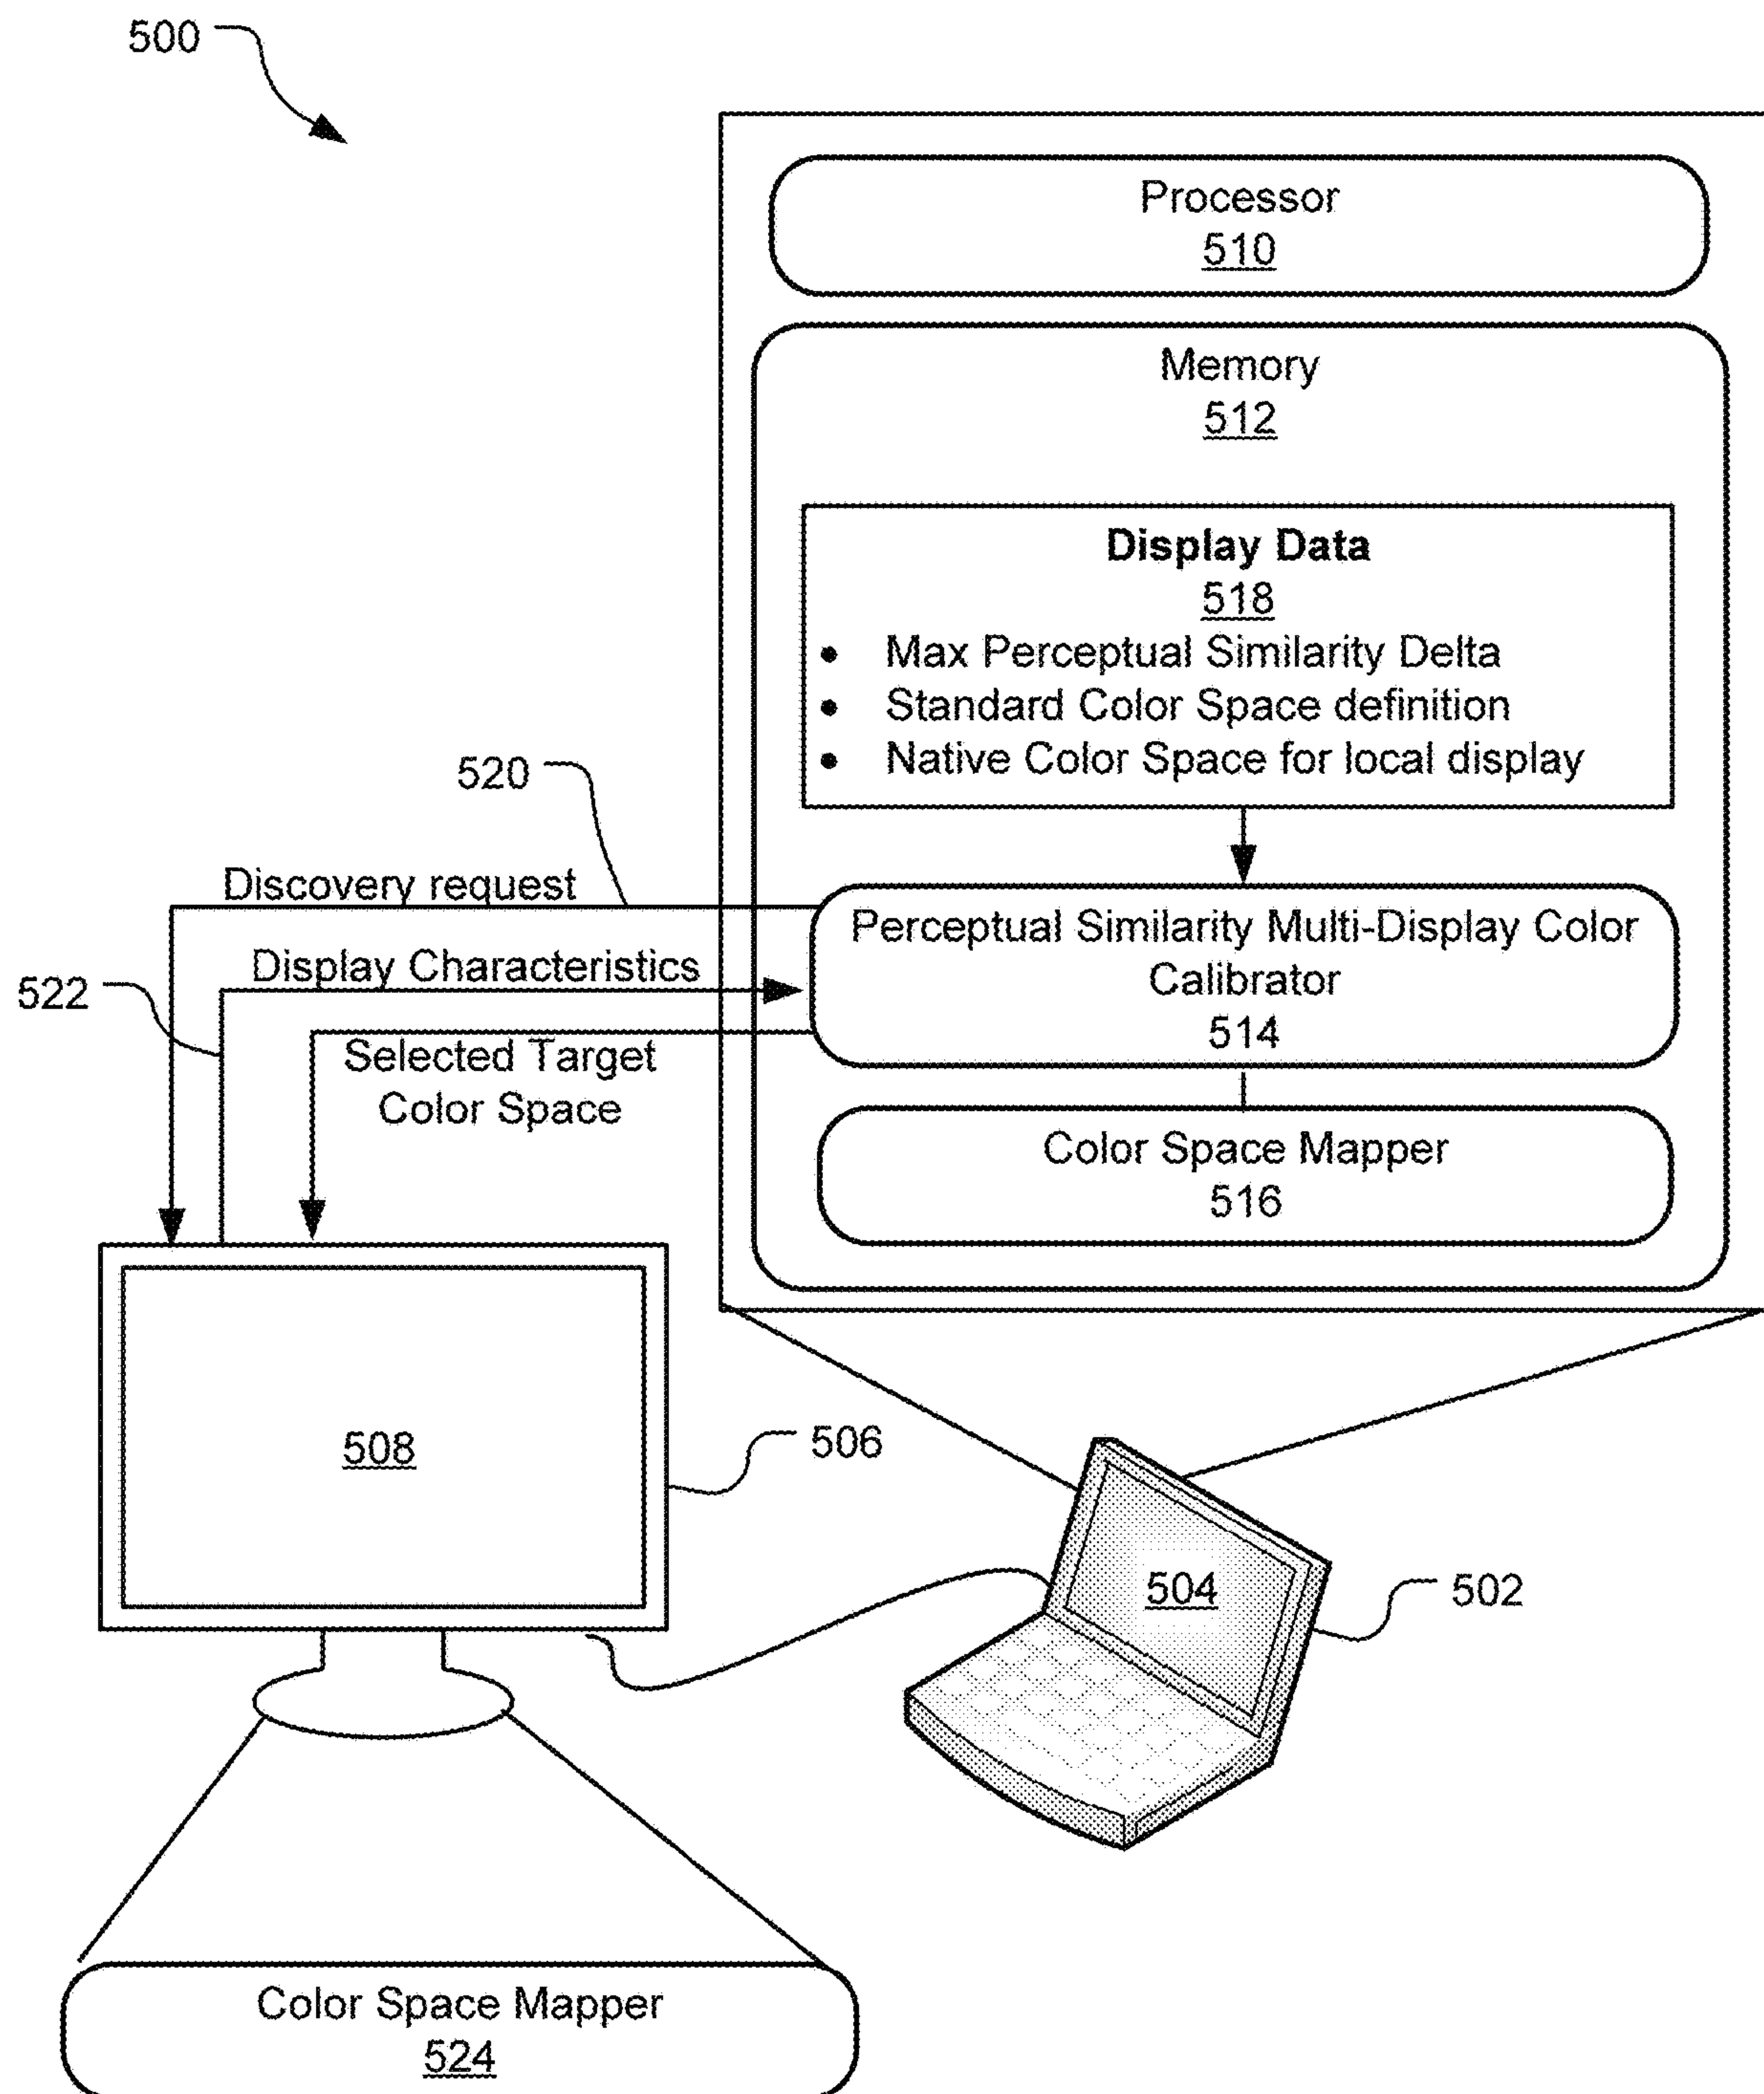 500
Processor
510
Memory
512
Display Data
518
• Max Perceptual Similarity Delta
• Standard Color Space definition
• Native Color Space for local display
520
Discovery request
Perceptual Similarity Multi-Display Color
Calibrator
514
Display Characteristics
522
Selected Target
Color Space
Color Space Mapper
516
508
506
504
502
Color Space Mapper
524